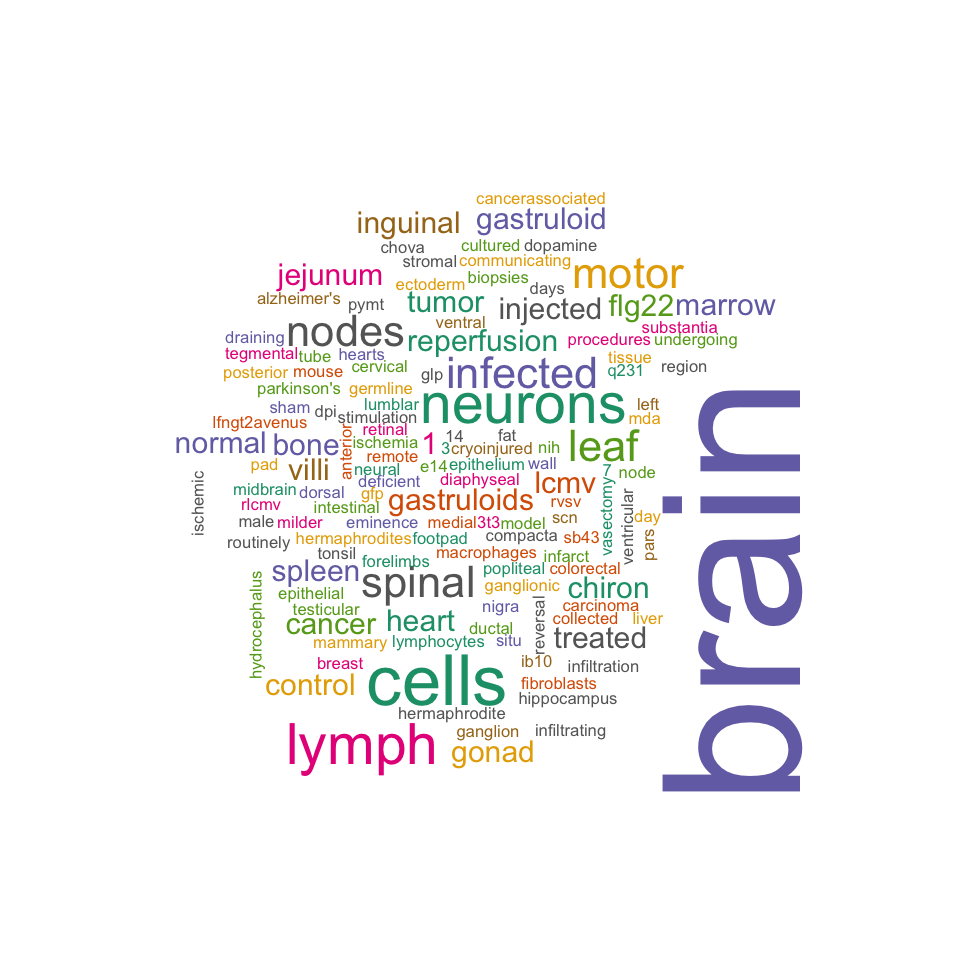 cancerassociated
inguinal gastruloid
chova cultured dopamine
stromal communicating
jejunum ectoderm biopsies motor
alzheimer's pymt tumor injected days flg22 marrow
draining nodes ventral reperfusion procedures substantia undergoing
tegmental tube hearts cervical infected tissue
posterior mouse glp q231 region
parkinson's germline neurons
sham dpi lumblar left
lfngt2avenus stimulation mda
normal bone anterior retinal 1 14 fat leaf
ischemia 3 cryoinjured nih
pad villi remote e14 epithelium wall 7 node
ischemic neural deficient diaphyseal lcmv
midbrain dorsal gfp gastruloids vasectomy ventricular
rlcmv intestinal rvsv
male milder eminence medial 3t3 model scn day
routinely hermaphrodites footpad compacta sb43 pars
tonsil macrophages infarct
spleen forelimbs popliteal colorectal
hydrocephalus epithelial spinal ganglionic chiron
testicular nigra reversal carcinoma
cancer heart ductal collected liver
mammary lymphocytes situ treated
breast cells ib10 infiltration
control fibroblasts
hippocampus
hermaphrodite
lymph ganglion infiltrating
gonad
brain